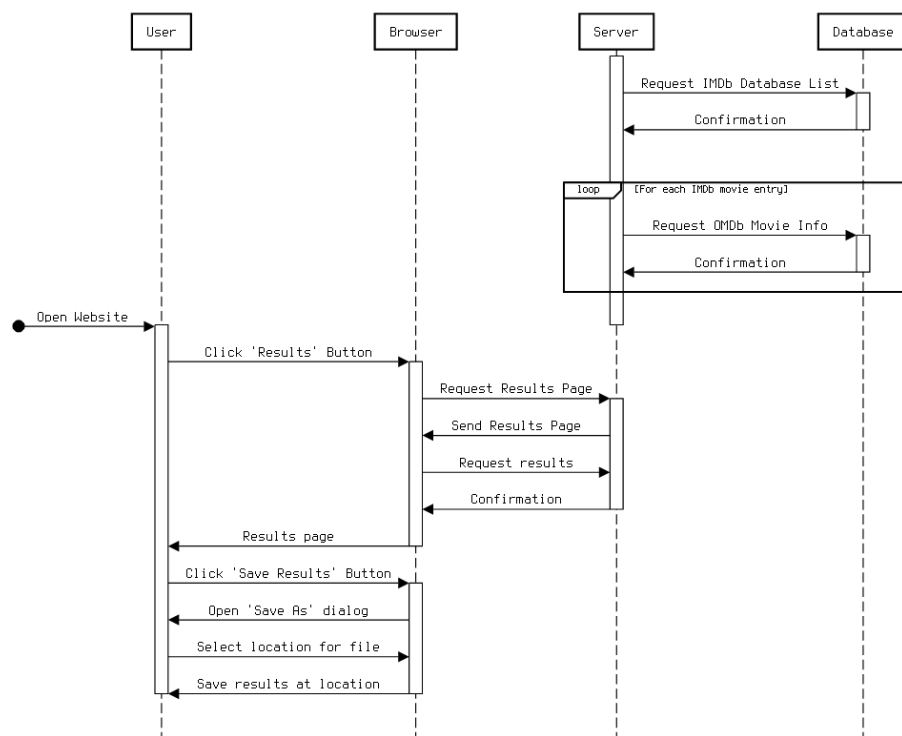 User
Browser
Server
Database
Request IMDb Database List
Confirmation
loop
[For each IMDb movie entry]
Request OMDb Movie Info
Confirmation
Open Website
Click 'Results' Button
Request Results Page
Send Results Page
Request results
Confirmation
Results page
Click 'Save Results' Button
Open 'Save As' dialog
Select location for file
Save results at location